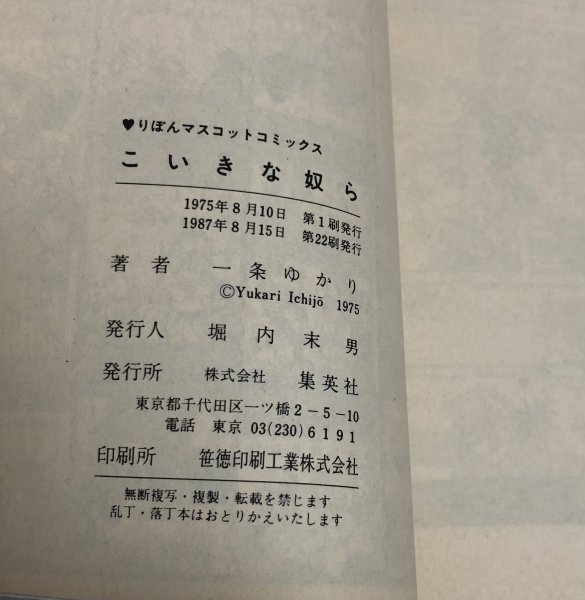 ♥りぼんマスコットコミックス
こいきな奴ら
1975年8月10日 第1刷発行
1987年8月15日 第22刷発行
著者 一条ゆかり
©Yukari Ichijō 1975
発行人 堀内末男
発行所 株式会社 集英社
東京都千代田区一ツ橋2-5-10
電話 東京 03(230)6191
印刷所 笹徳印刷工業株式会社
無断複写・複製・転載を禁じます
乱丁・落丁本はおとりかえいたします